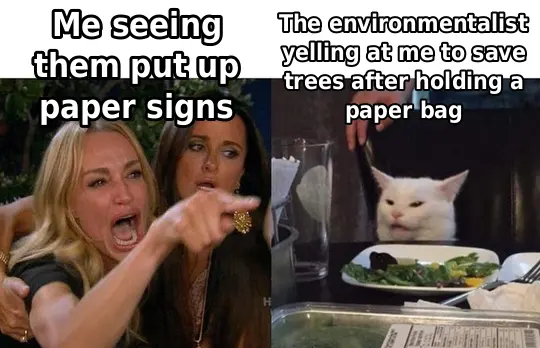 Me seeing
them put up
paper signs
The environmentalist
yelling at me to save
trees after holding a
paper bag